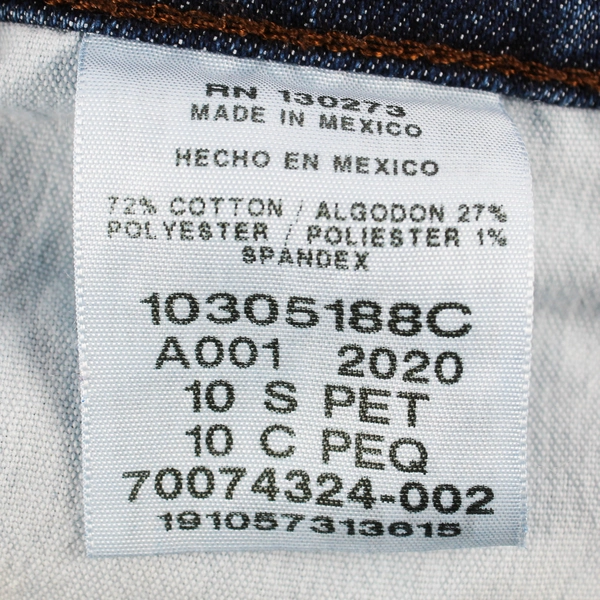 RN 130273
MADE IN MEXICO
HECHO EN MEXICO
72% COTTON / ALGODON 27%
POLYESTER / POLIESTER 1%
SPANDEX
10305188C
A001 2020
10 S PET
10 C PEQ
70074324-002
191057313615